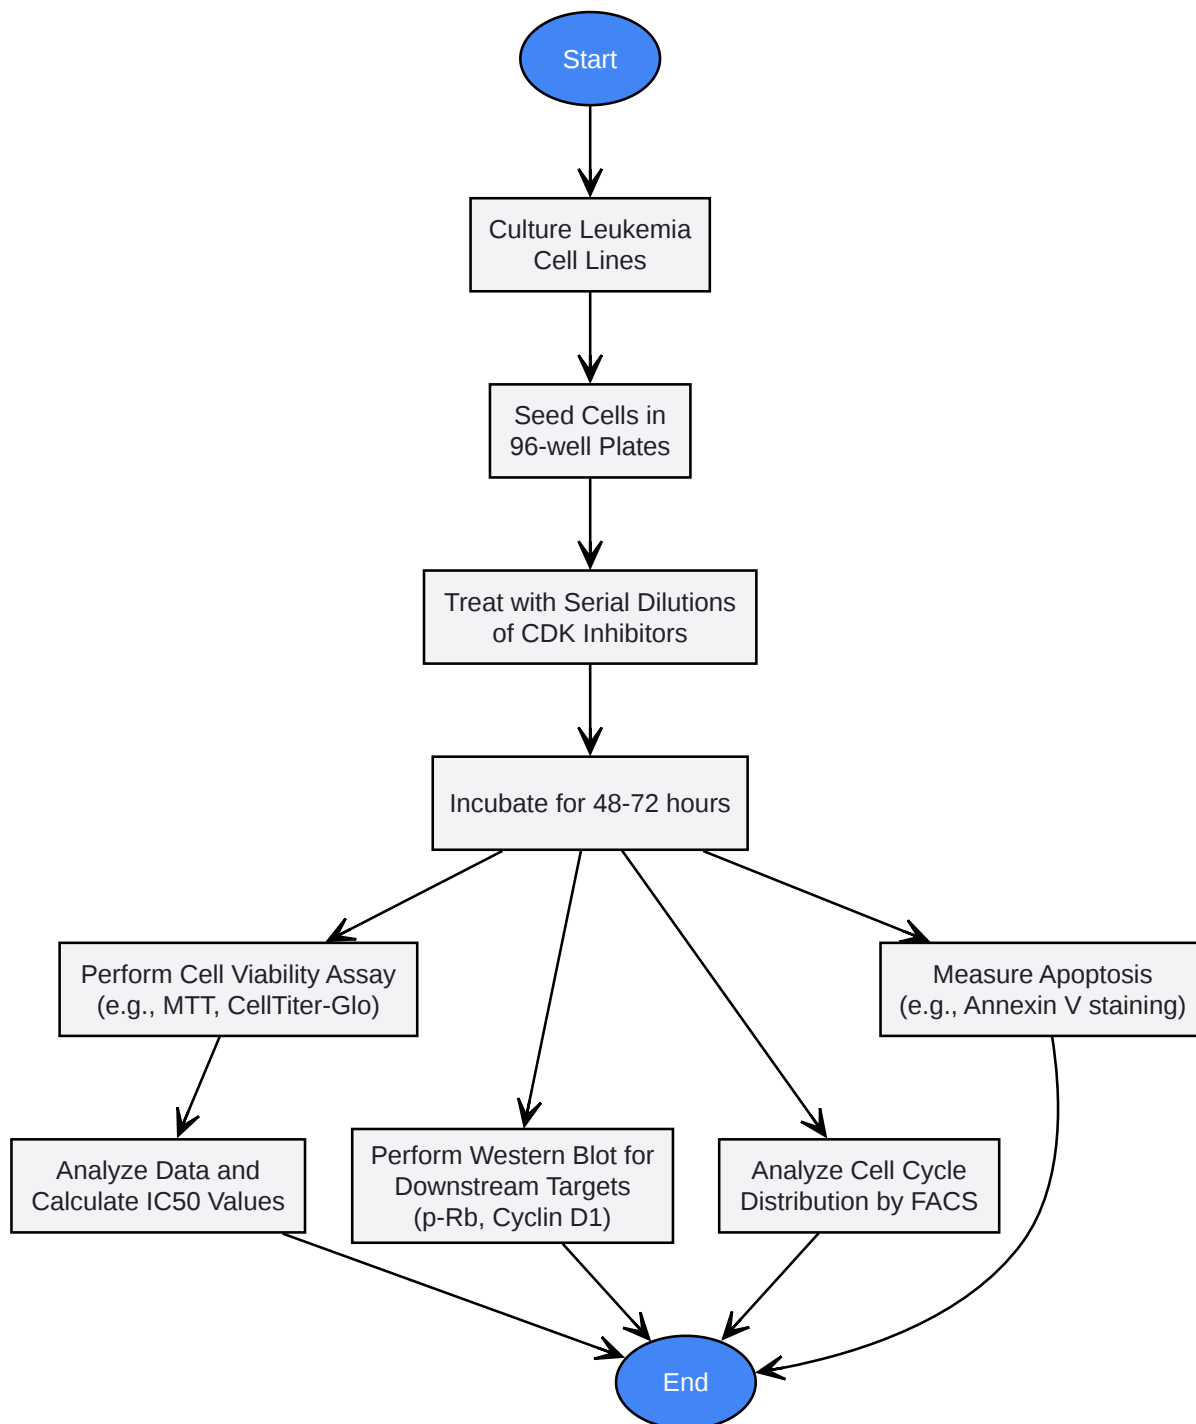 Start
Culture Leukemia
Cell Lines
Seed Cells in
96-well Plates
Treat with Serial Dilutions
of CDK Inhibitors
Incubate for 48-72 hours
Perform Cell Viability Assay
(e.g., MTT, CellTiter-Glo)
Measure Apoptosis
(e.g., Annexin V staining)
Analyze Data and
Calculate IC50 Values
Perform Western Blot for
Downstream Targets
(p-Rb, Cyclin D1)
Analyze Cell Cycle
Distribution by FACS
End